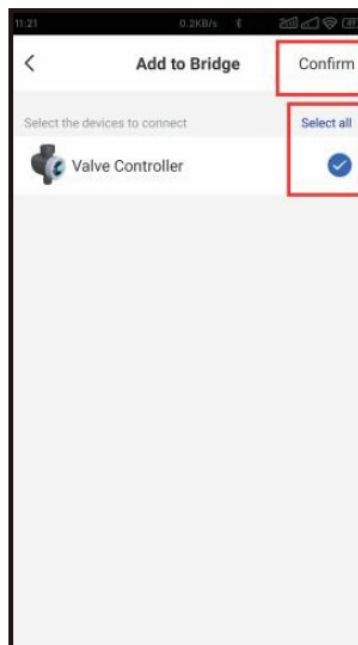 11:21 0.2KB/s
Add to Bridge Confirm
Select the devices to connect Select all
Valve Controller